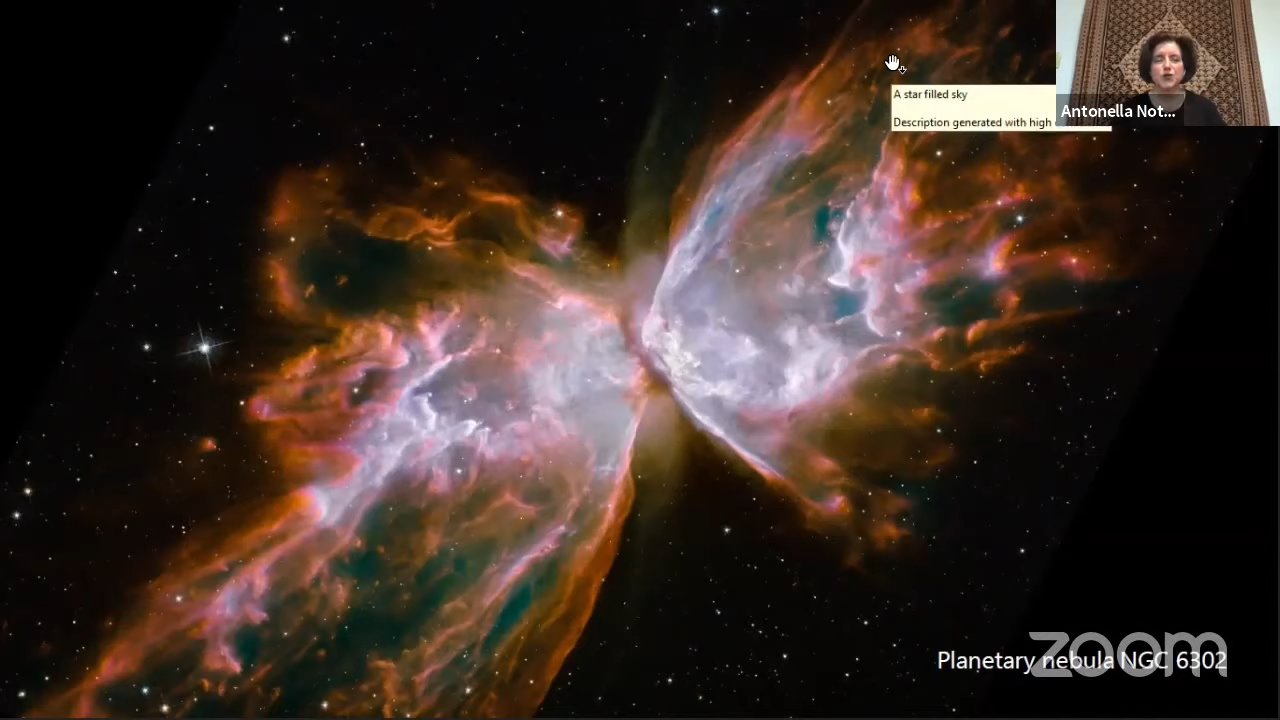 A star filled sky
Description generated with high
Antonella Not...
zoom
Planetary nebula NGC 6302